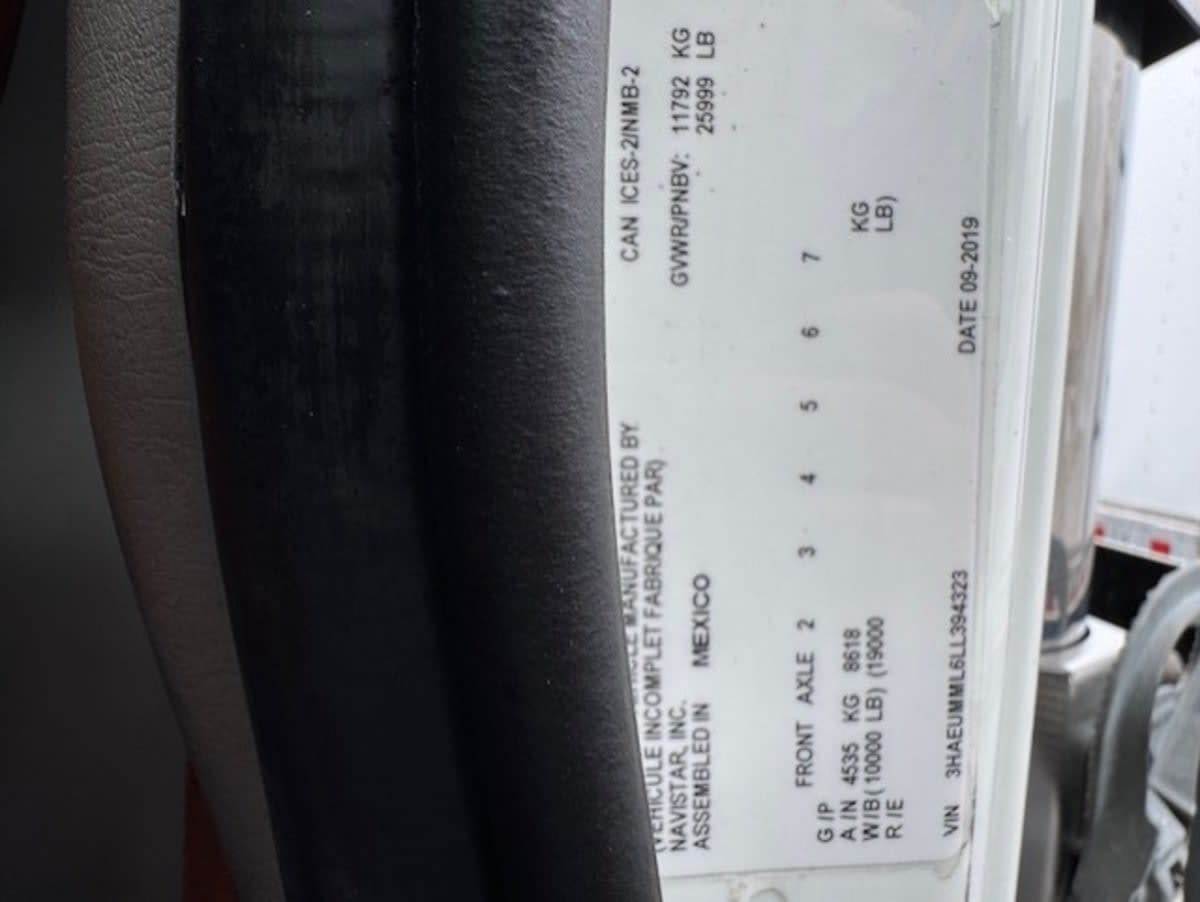 MANUFACTURED BY
(VEHICULE INCOMPLET FABRIQUE PAR)
NAVISTAR, INC.
ASSEMBLED IN MEXICO
CAN ICES-2/NMB-2
GVWR/PNBV: 11792 KG
25999 LB
FRONT AXLE 2 3 4 5 6 7
G/P
A/N 4535 KG 8618 KG
W/B (10000 LB) (19000 LB)
R/E
VIN 3HAEUMML6LL394323 DATE 09-2019